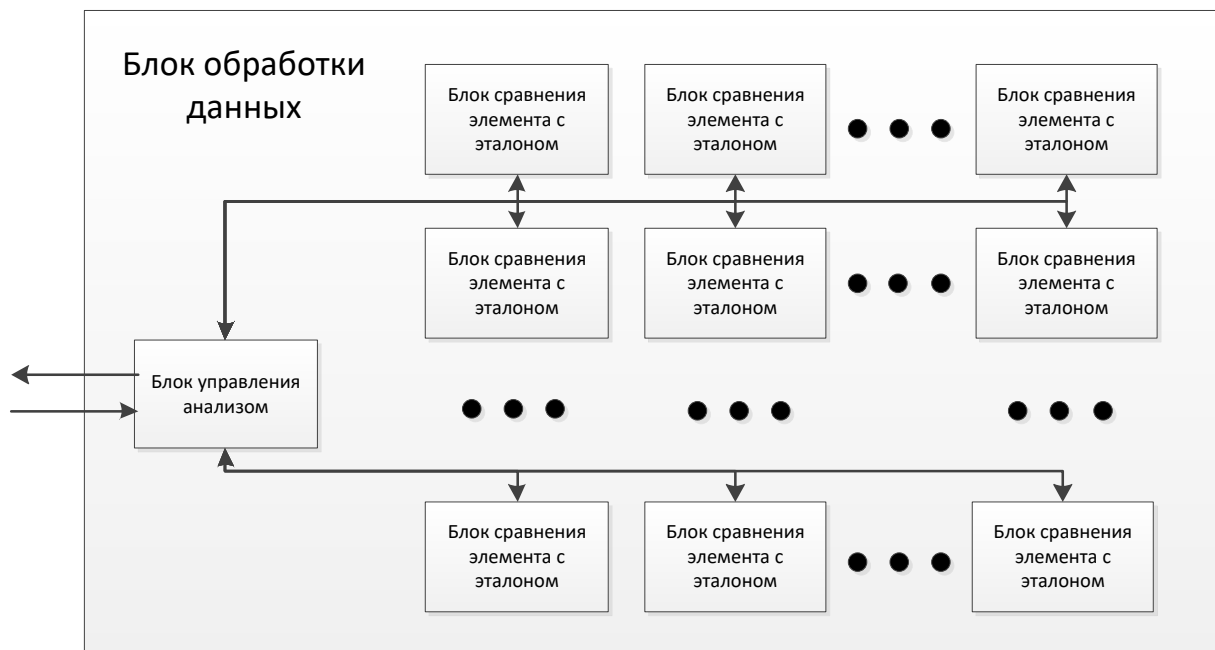 Блок обработки
данных
Блок сравнения
элемента с
эталоном
Блок сравнения
элемента с
эталоном
Блок сравнения
элемента с
эталоном
Блок сравнения
элемента с
эталоном
Блок сравнения
элемента с
эталоном
Блок сравнения
элемента с
эталоном
Блок управления
анализом
Блок сравнения
элемента с
эталоном
Блок сравнения
элемента с
эталоном
Блок сравнения
элемента с
эталоном